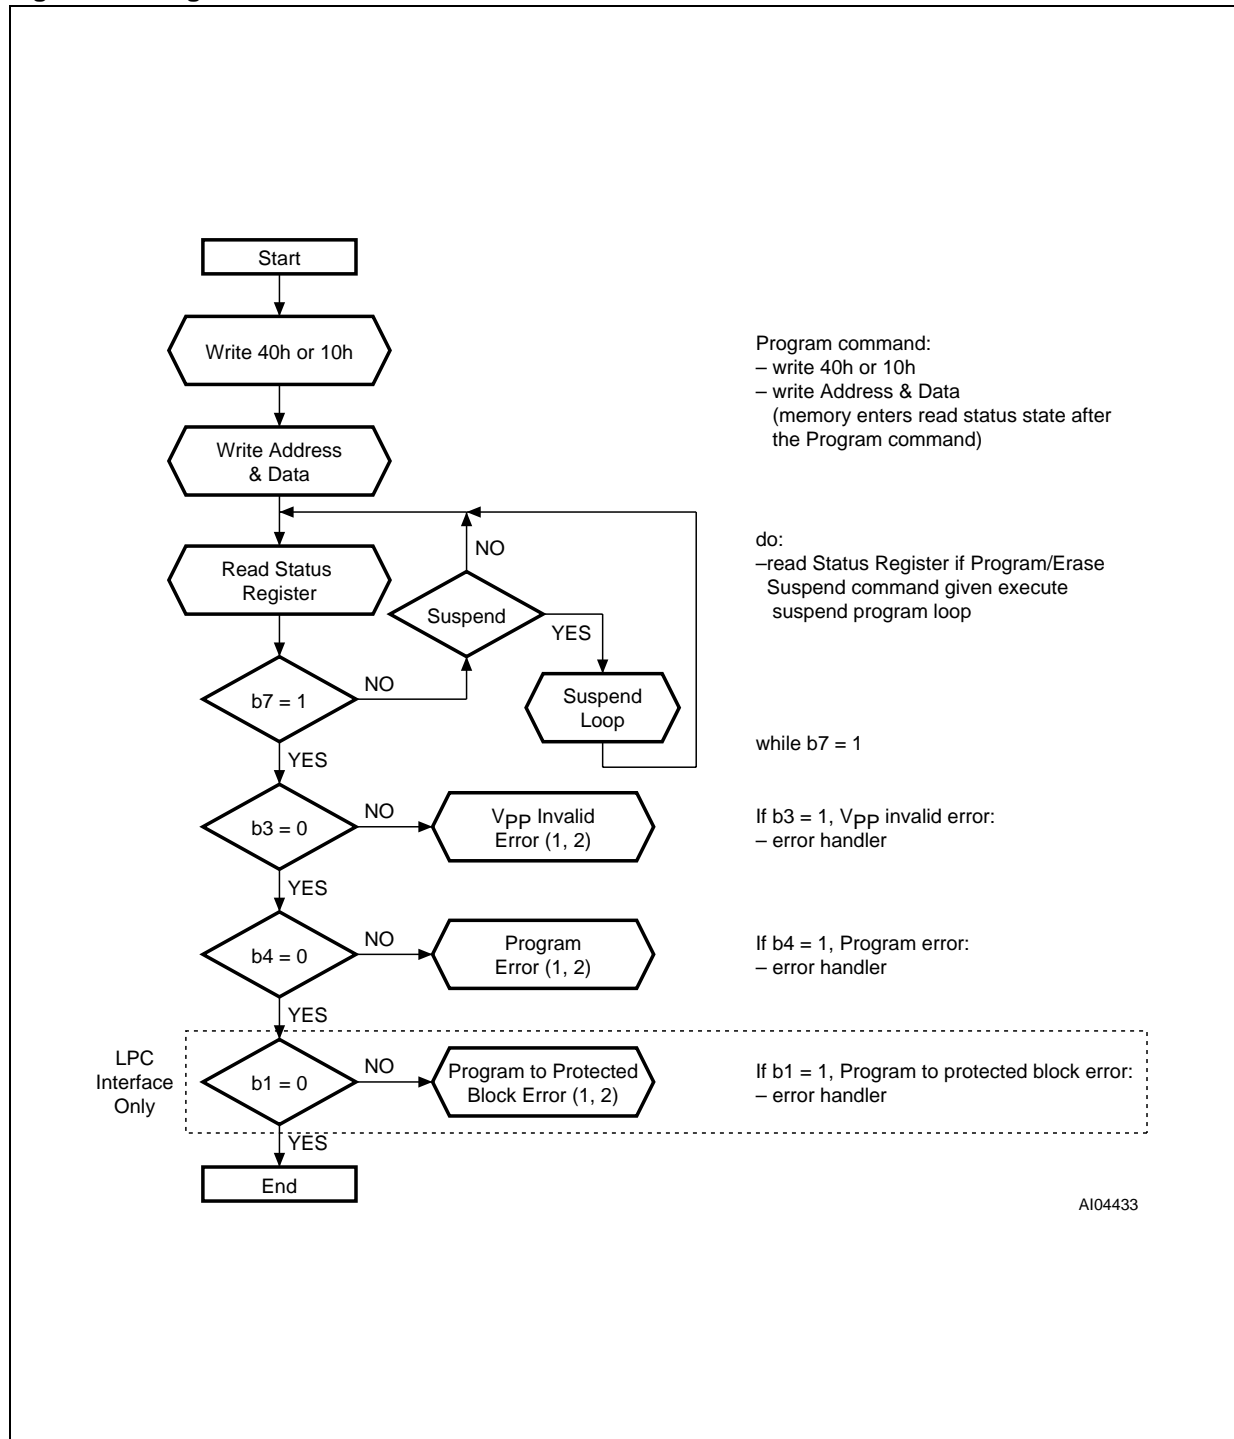 Start
Write 40h or 10h
Program command:
– write 40h or 10h
– write Address & Data
(memory enters read status state after
the Program command)
Write Address
& Data
NO
do:
–read Status Register if Program/Erase
Suspend command given execute
suspend program loop
Read Status
Register
Suspend
YES
b7 = 1
NO
Suspend
Loop
while b7 = 1
YES
b3 = 0
NO
VPP Invalid
Error (1, 2)
If b3 = 1, VPP invalid error:
– error handler
YES
b4 = 0
NO
Program
Error (1, 2)
If b4 = 1, Program error:
– error handler
YES
LPC
Interface
Only
b1 = 0
NO
Program to Protected
Block Error (1, 2)
If b1 = 1, Program to protected block error:
– error handler
YES
End
AI04433